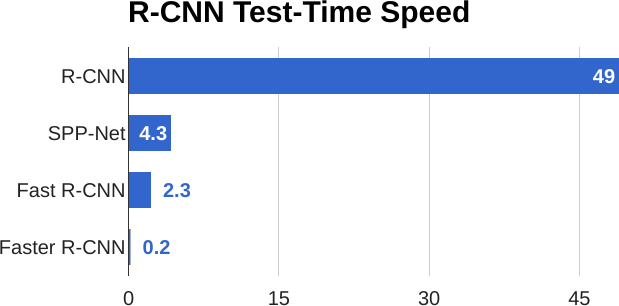 R-CNN Test-Time Speed
R-CNN 49
SPP-Net 4.3
Fast R-CNN 2.3
Faster R-CNN 0.2
0 15 30 45